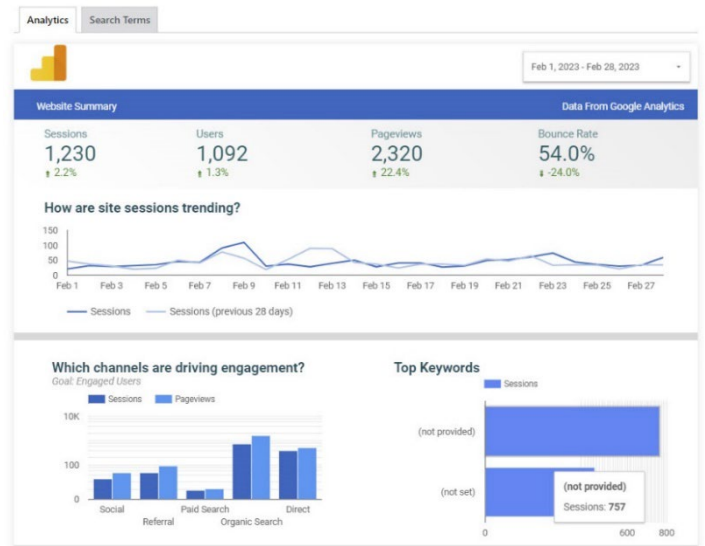 Analytics Search Terms
Feb 1, 2023 - Feb 28, 2023
Website Summary Data From Google Analytics
Sessions Users Pageviews Bounce Rate
1,230 1,092 2,320 54.0%
2.2% 1.3% 22.4% -24.0%
How are site sessions trending?
150
100
50
0
Feb 1 Feb 3 Feb 5 Feb 7 Feb 9 Feb 11 Feb 13 Feb 15 Feb 17 Feb 19 Feb 21 Feb 23 Feb 25 Feb 27
Sessions Sessions (previous 28 days)
Which channels are driving engagement?
Goal: Engaged Users
Sessions Pageviews
10K
100
0
Social Paid Search Direct
Referral Organic Search
Top Keywords
Sessions
(not provided)
(not set)
(not provided)
Sessions: 757
0 600 800